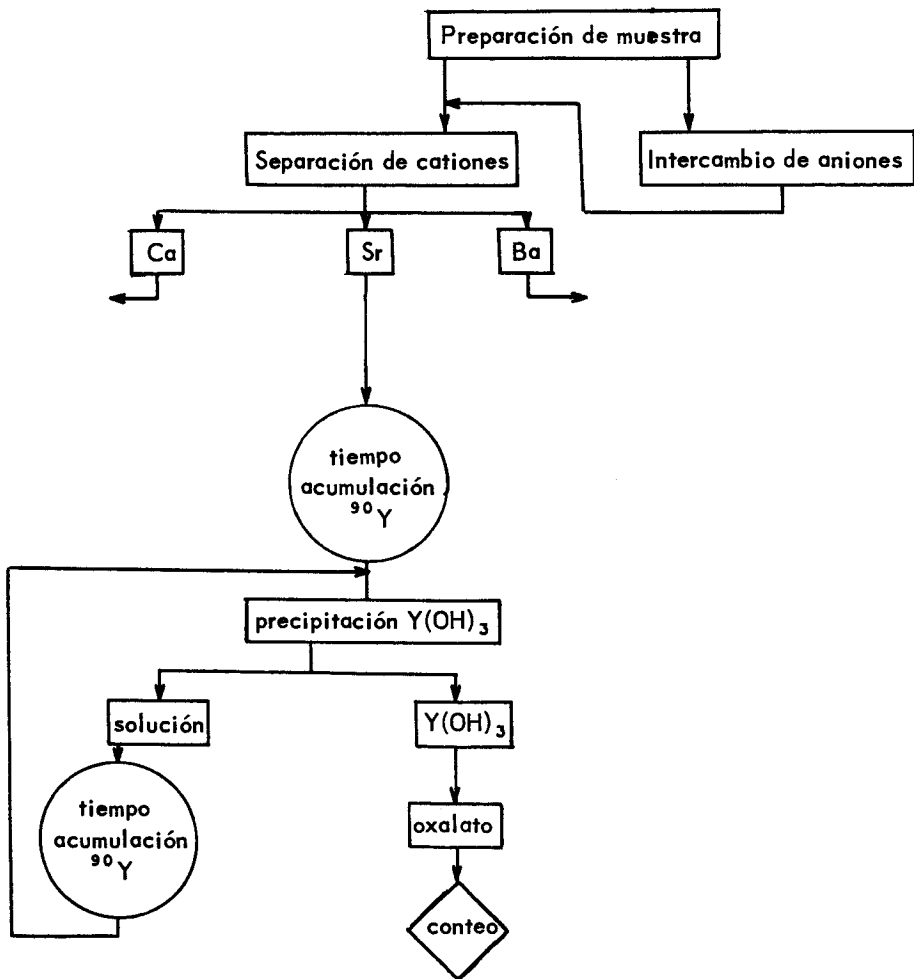 Preparación de muestra
Separación de cationes
Intercambio de aniones
Ca
Sr
Ba
tiempo
acumulación
⁹⁰Y
precipitación Y(OH)₃
solución
Y(OH)₃
tiempo
acumulación
⁹⁰Y
oxalato
conteo